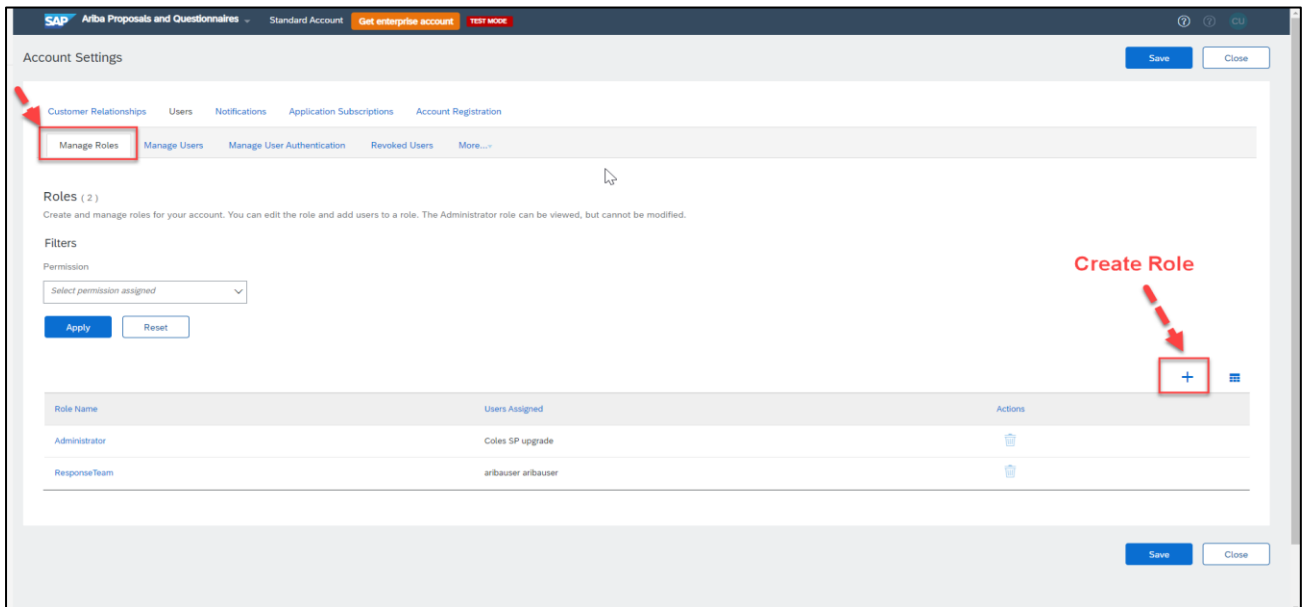 SAP Ariba Proposals and Questionnaires Standard Account Get enterprise account TEST MODE ? ? CU
Account Settings Save Close
Customer Relationships Users Notifications Application Subscriptions Account Registration
Manage Roles Manage Users Manage User Authentication Revoked Users More...
Roles (2)
Create and manage roles for your account. You can edit the role and add users to a role. The Administrator role can be viewed, but cannot be modified.
Filters
Permission
Create Role
Select permission assigned
Apply Reset
+
Role Name Users Assigned Actions
Administrator Coles SP upgrade
ResponseTeam aribauser aribauser
Save Close